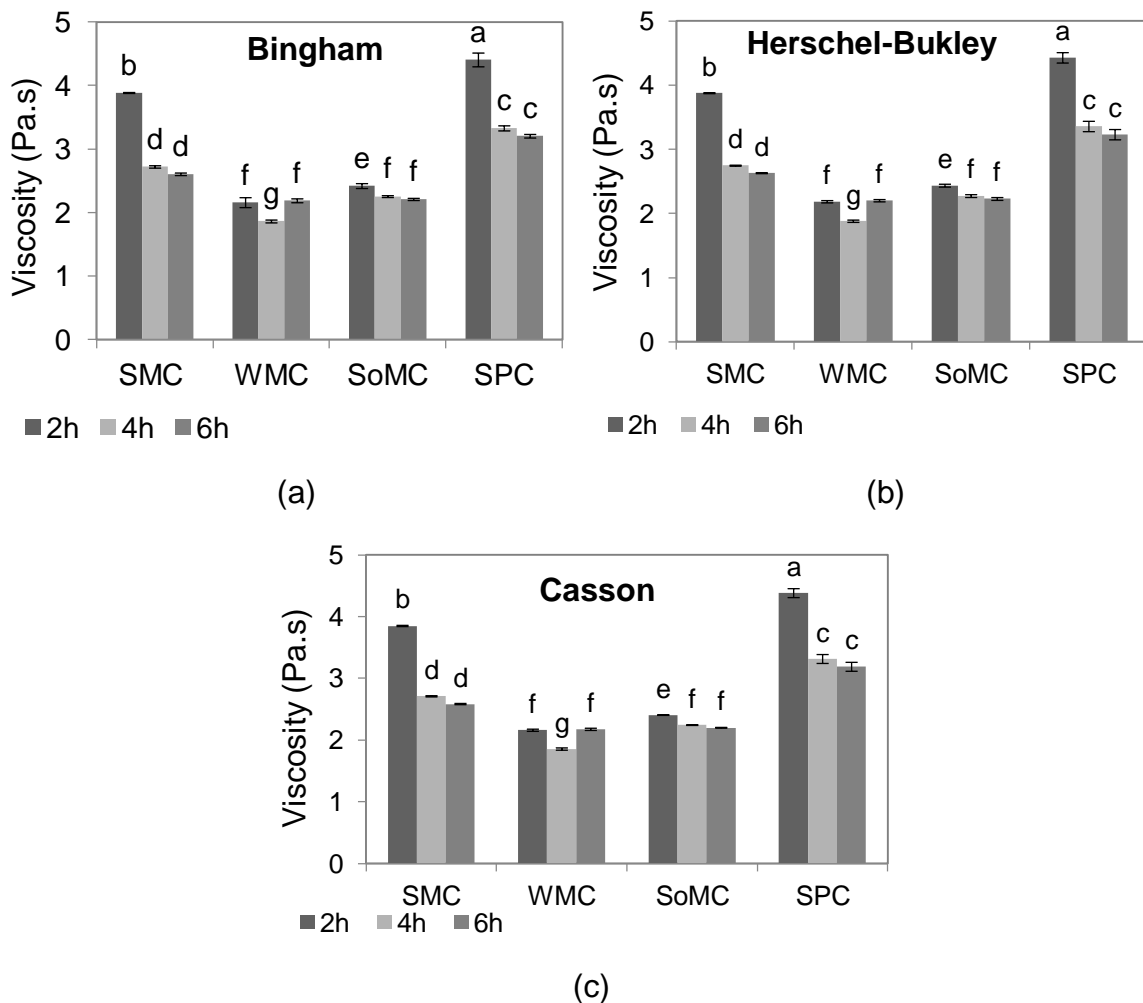 Bingham
Viscosity (Pa.s)
5
4
3
2
1
0
b
d d
f
g
f
e
f f
a
c c
SMC WMC SoMC SPC
2h 4h 6h
(a)
Herschel-Bukley
Viscosity (Pa.s)
5
4
3
2
1
0
b
d d
f
g
f
e
f f
a
c c
SMC WMC SoMC SPC
2h 4h 6h
(b)
Casson
Viscosity (Pa.s)
5
4
3
2
1
0
b
d d
f
g
f
e
f f
a
c c
SMC WMC SoMC SPC
2h 4h 6h
(c)